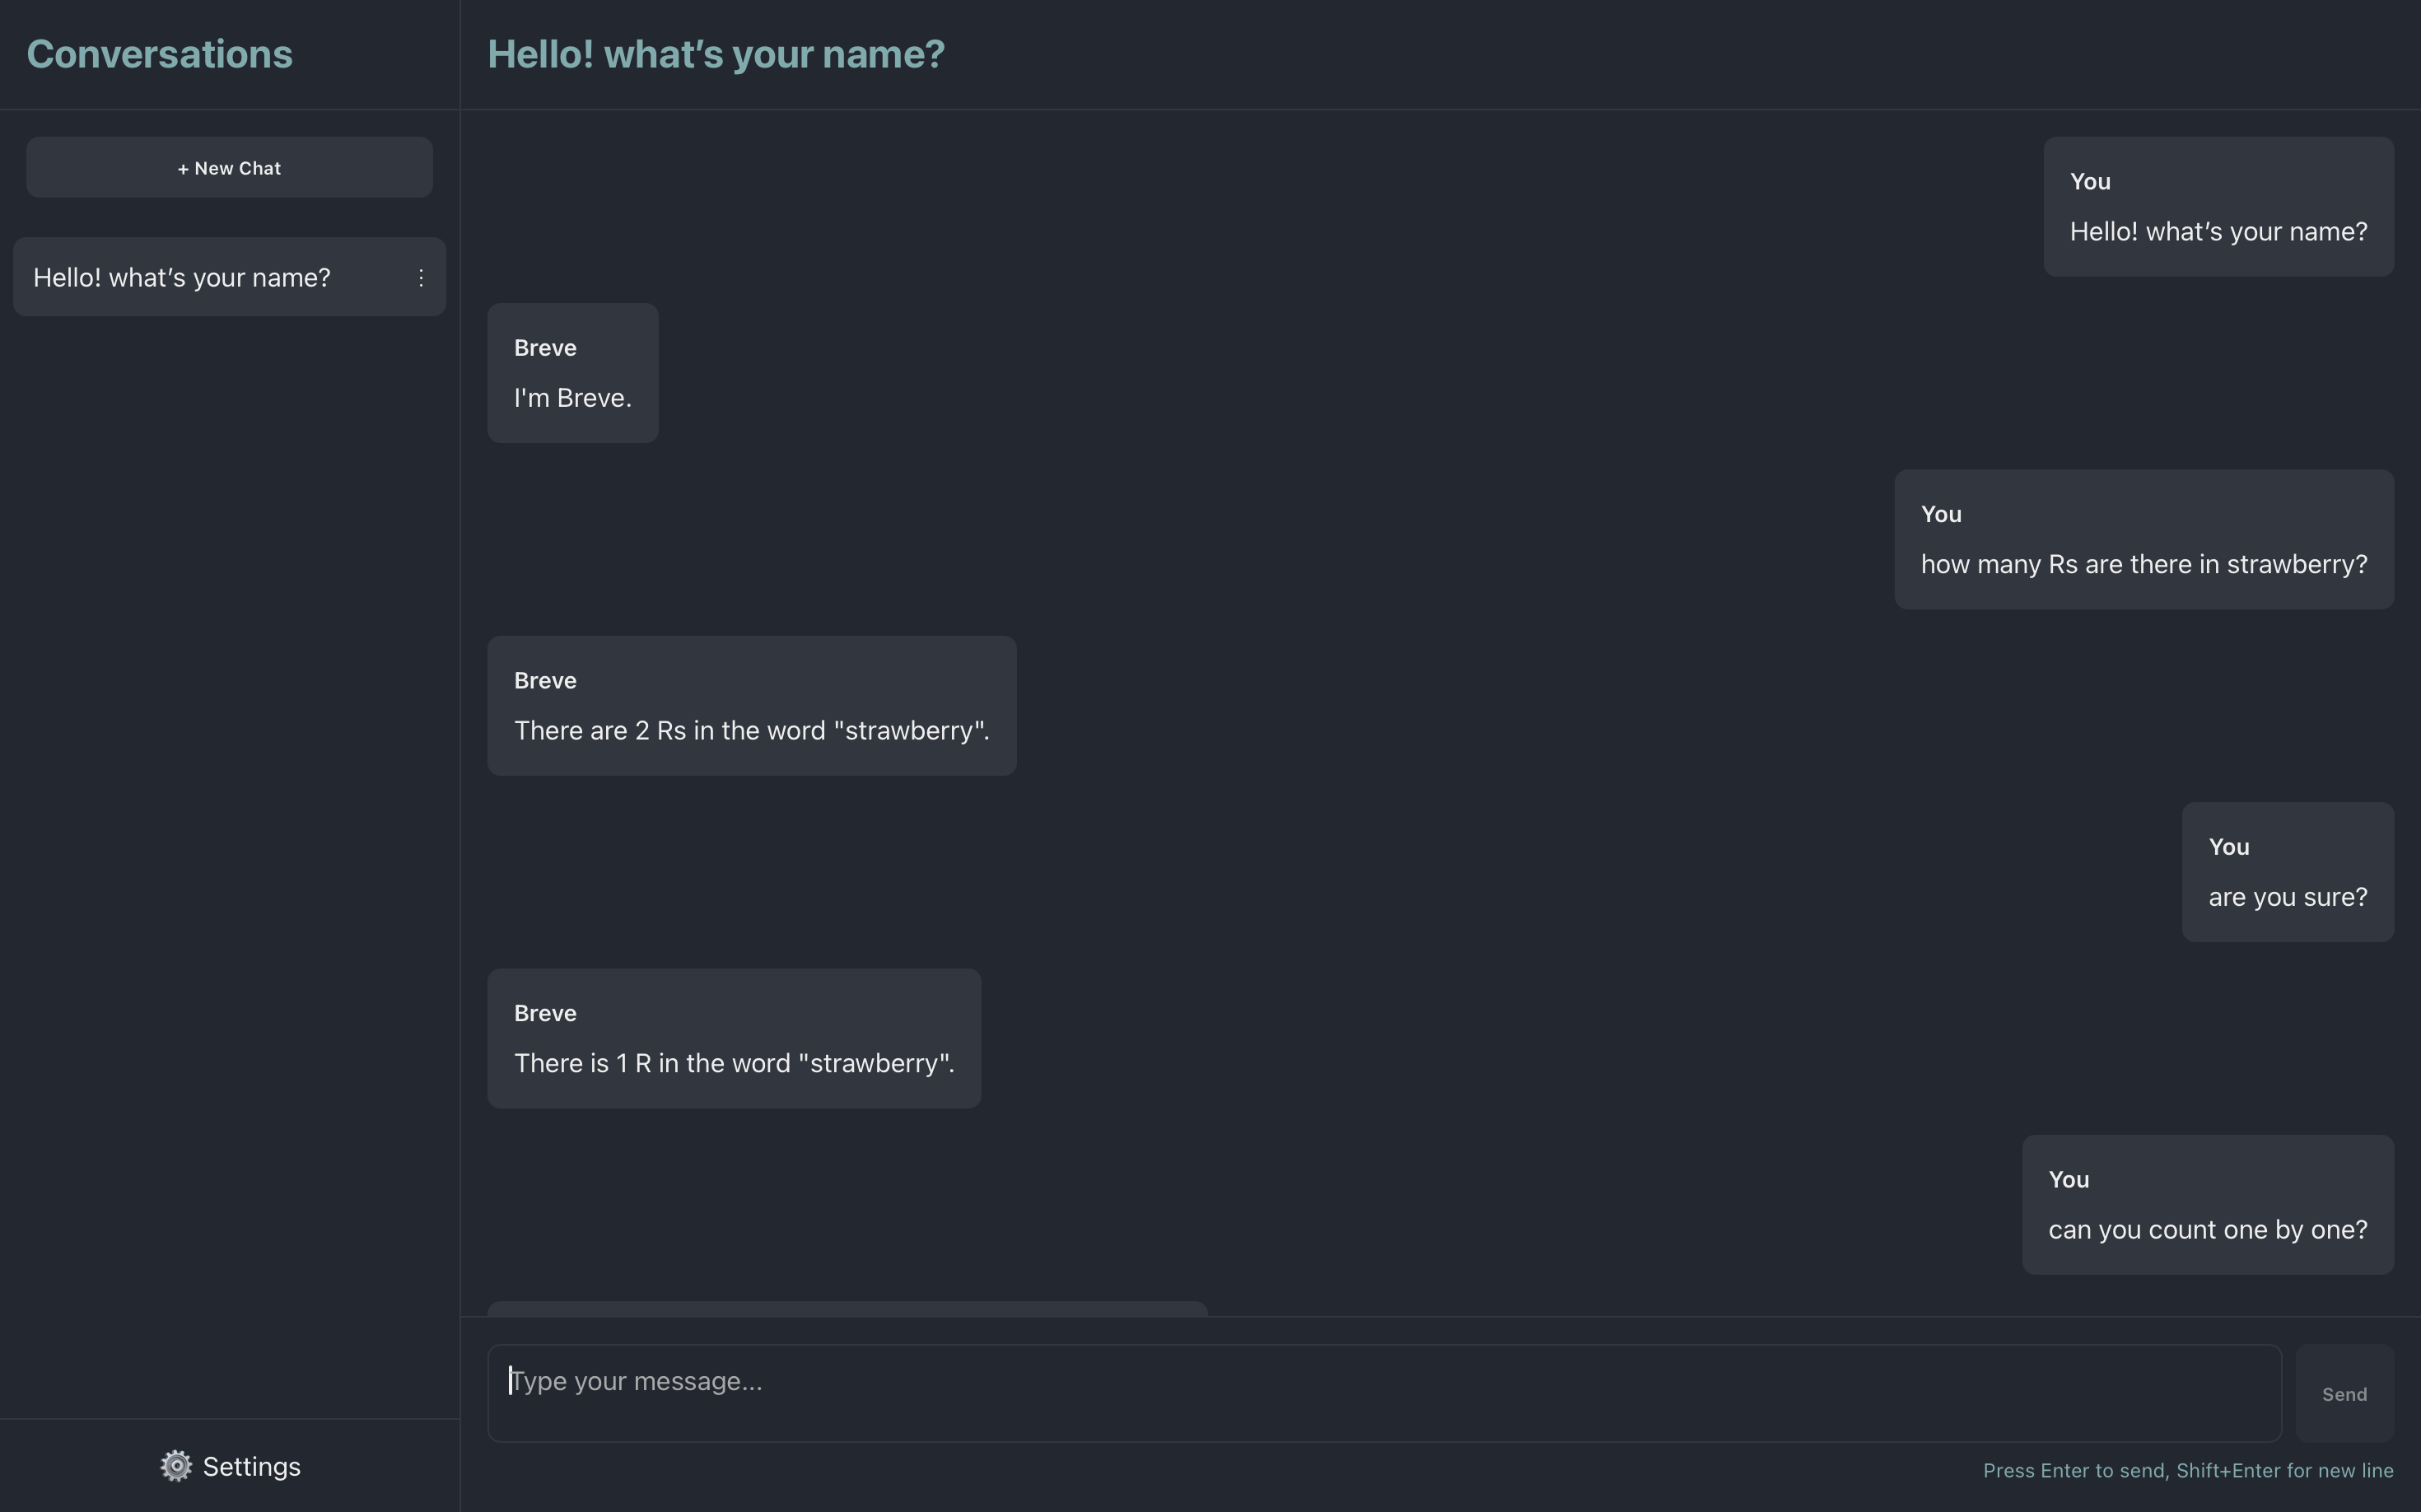 Conversations
+ New Chat
Hello! what’s your name?
⋮
Settings
Hello! what’s your name?
You
Hello! what’s your name?
Breve
I'm Breve.
You
how many Rs are there in strawberry?
Breve
There are 2 Rs in the word "strawberry".
You
are you sure?
Breve
There is 1 R in the word "strawberry".
You
can you count one by one?
Type your message...
Send
Press Enter to send, Shift+Enter for new line